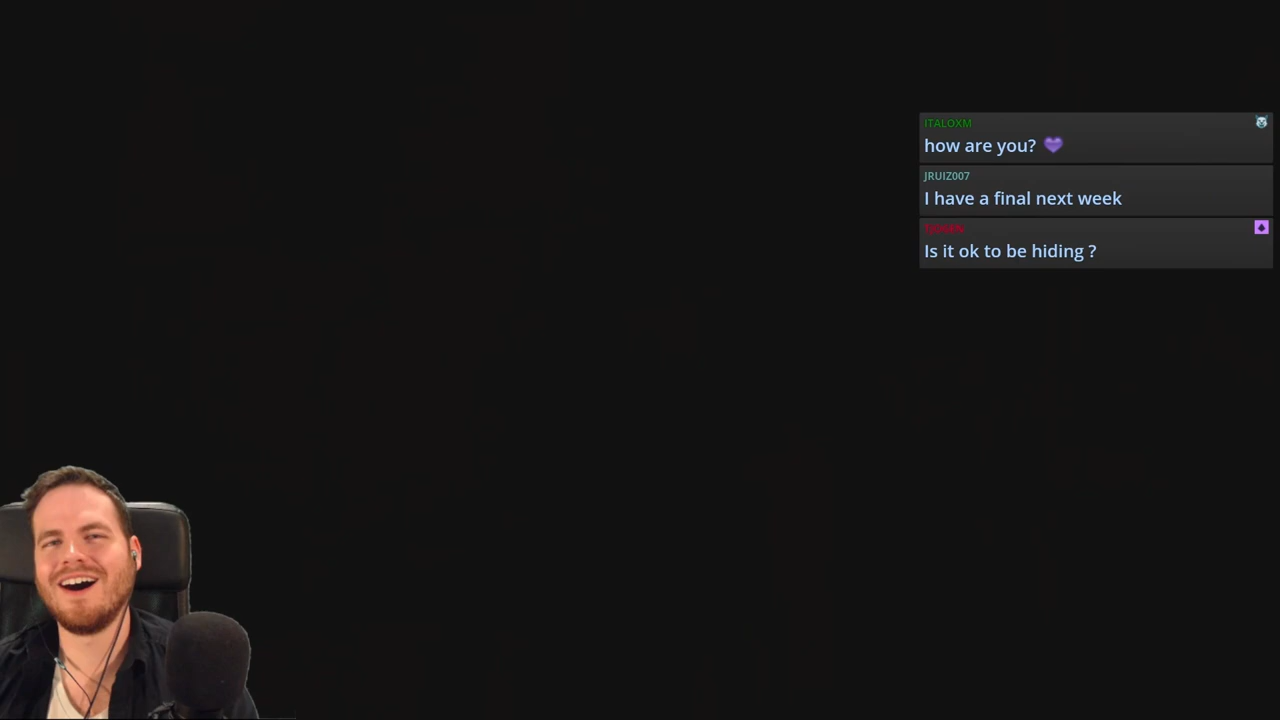 ITALOXM
how are you?
JRUIZ007
I have a final next week
Is it ok to be hiding ?